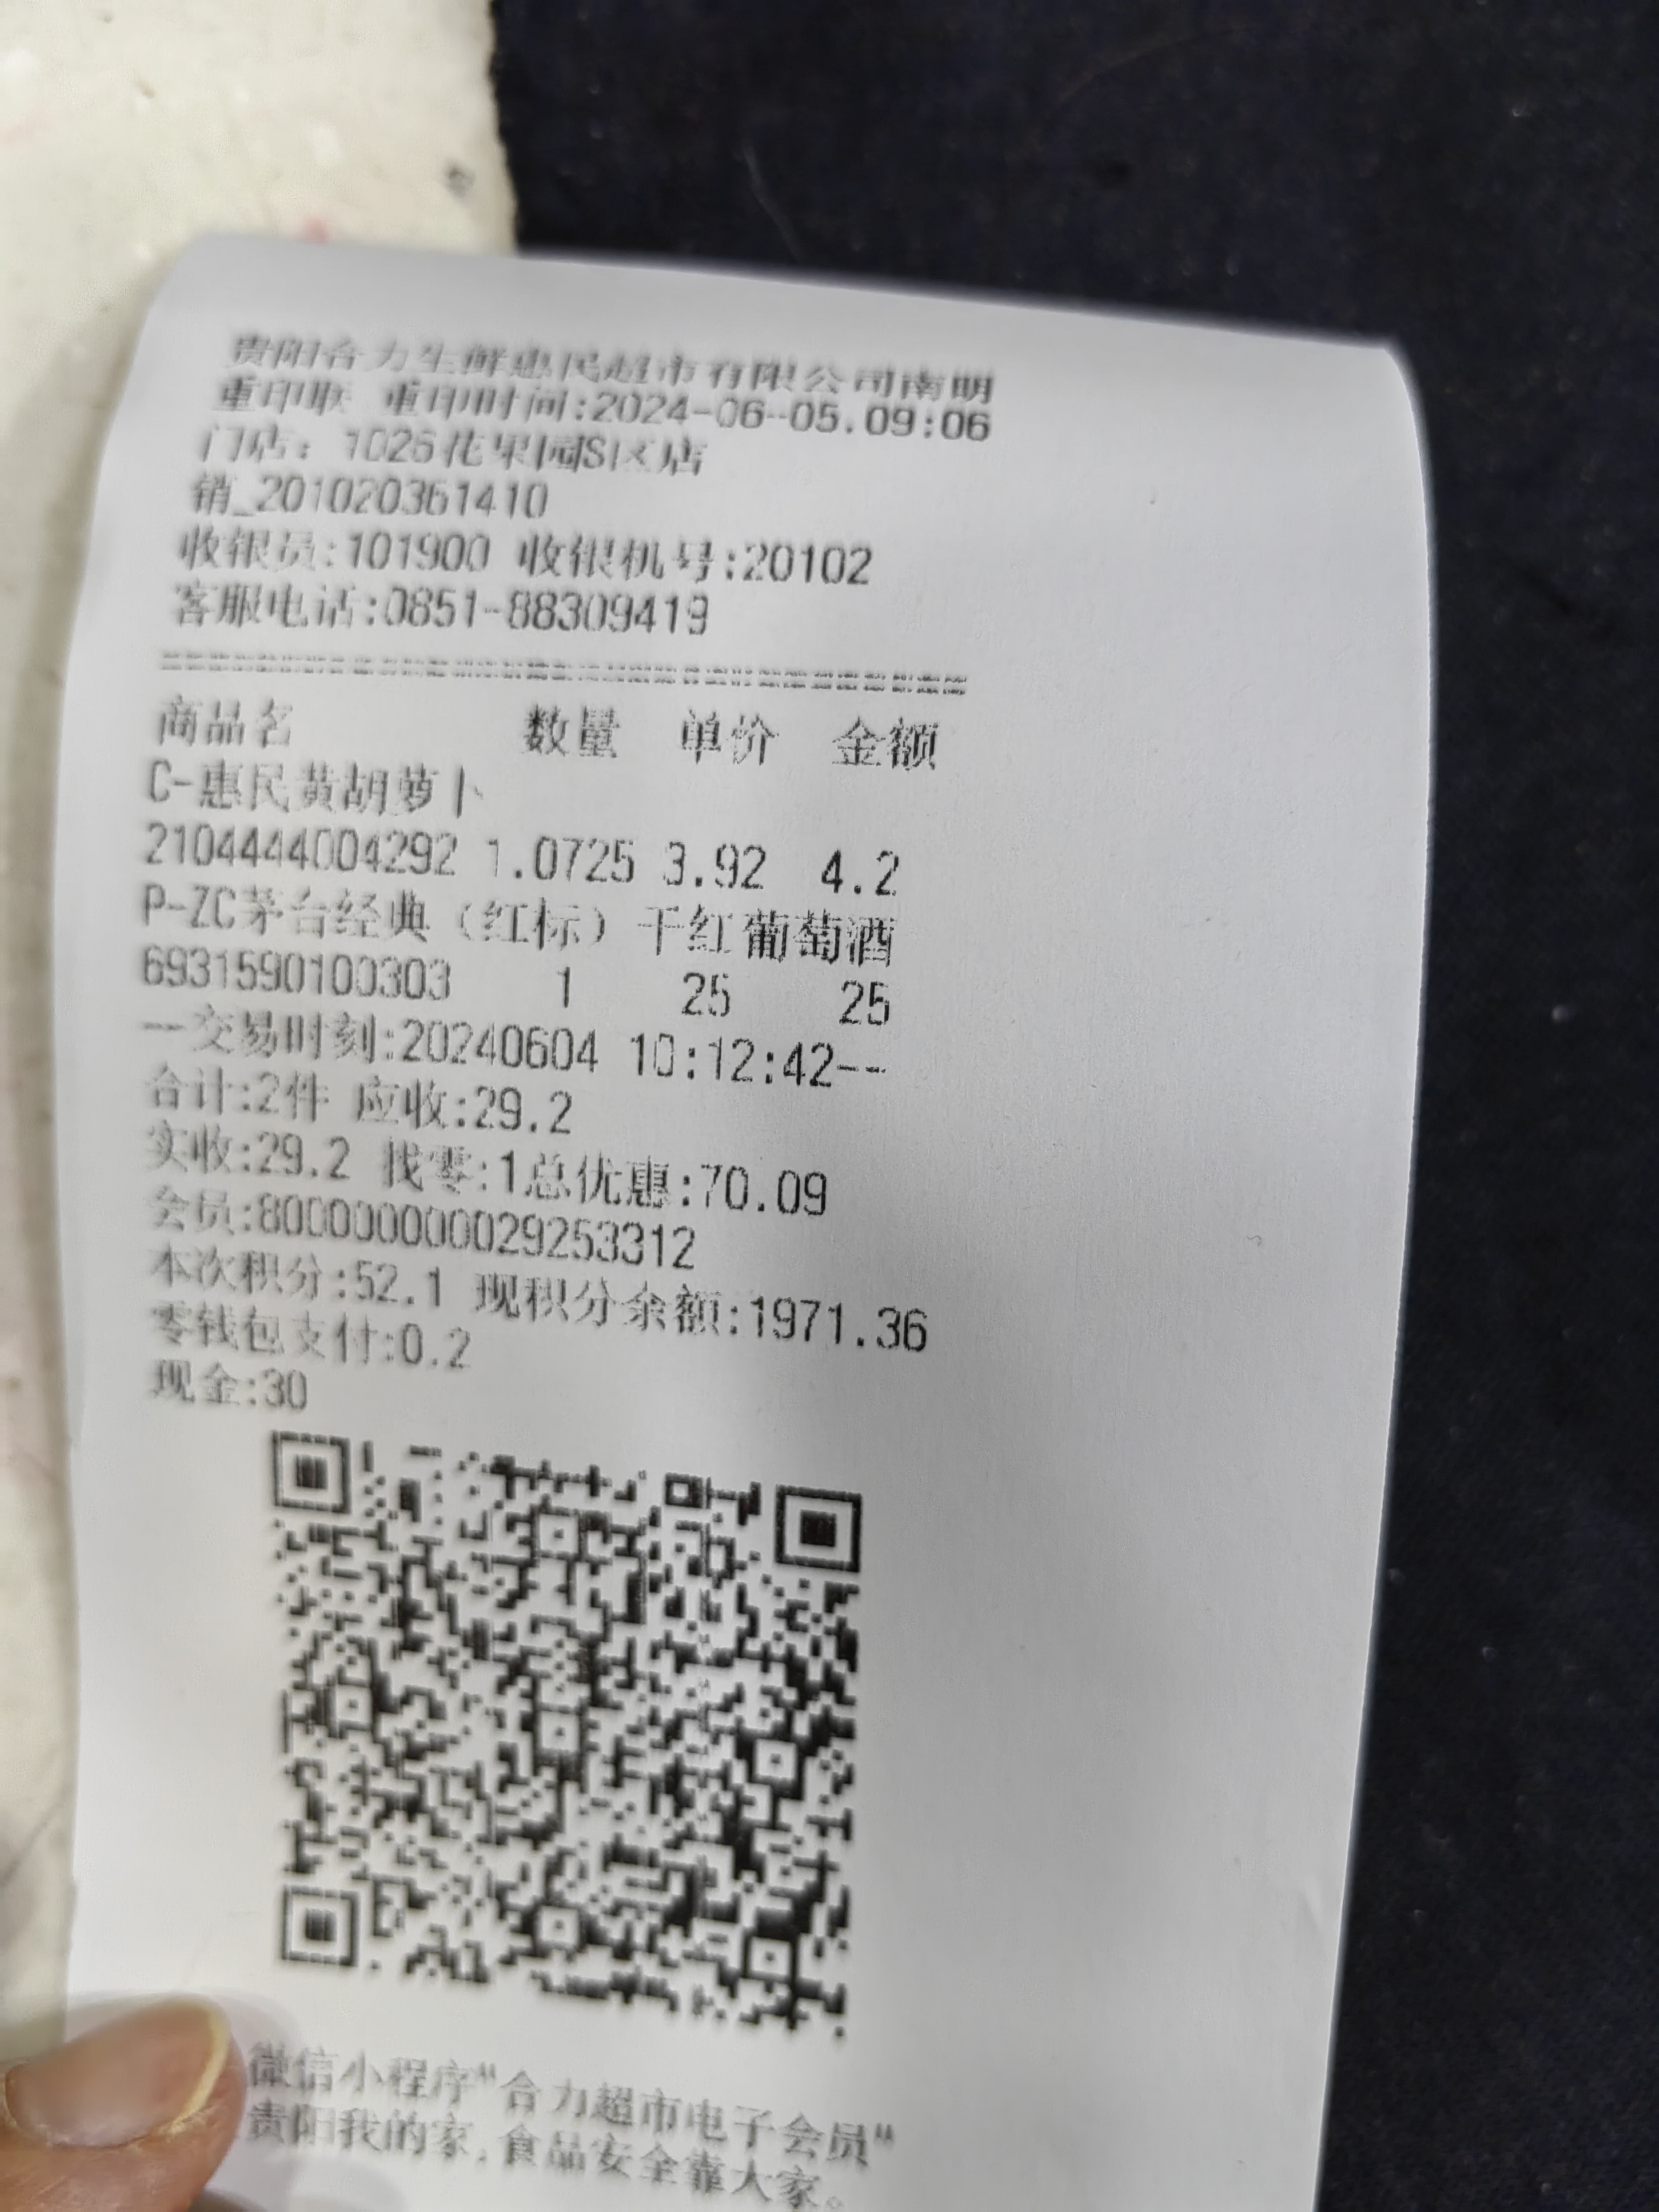 贵阳合力生鲜惠民超市有限公司南明
重印联 重印时间:2024-06-05.09:06
门店：1026花果园S区店
销_201020361410
收银员:101900 收银机号:20102
客服电话:0851-88309419
商品名 数量 单价 金额
C-惠民黄胡萝卜
2104444004292 1.0725 3.92 4.2
P-ZC茅台经典（红标）干红葡萄酒
6931590100303 1 25 25
--交易时刻:20240604 10:12:42--
合计:2件 应收:29.2
实收:29.2 找零:1总优惠:70.09
会员:8000000000029253312
本次积分:52.1 现积分余额:1971.36
零钱包支付:0.2
现金:30
微信小程序"合力超市电子会员"
贵阳我的家,食品安全靠大家。